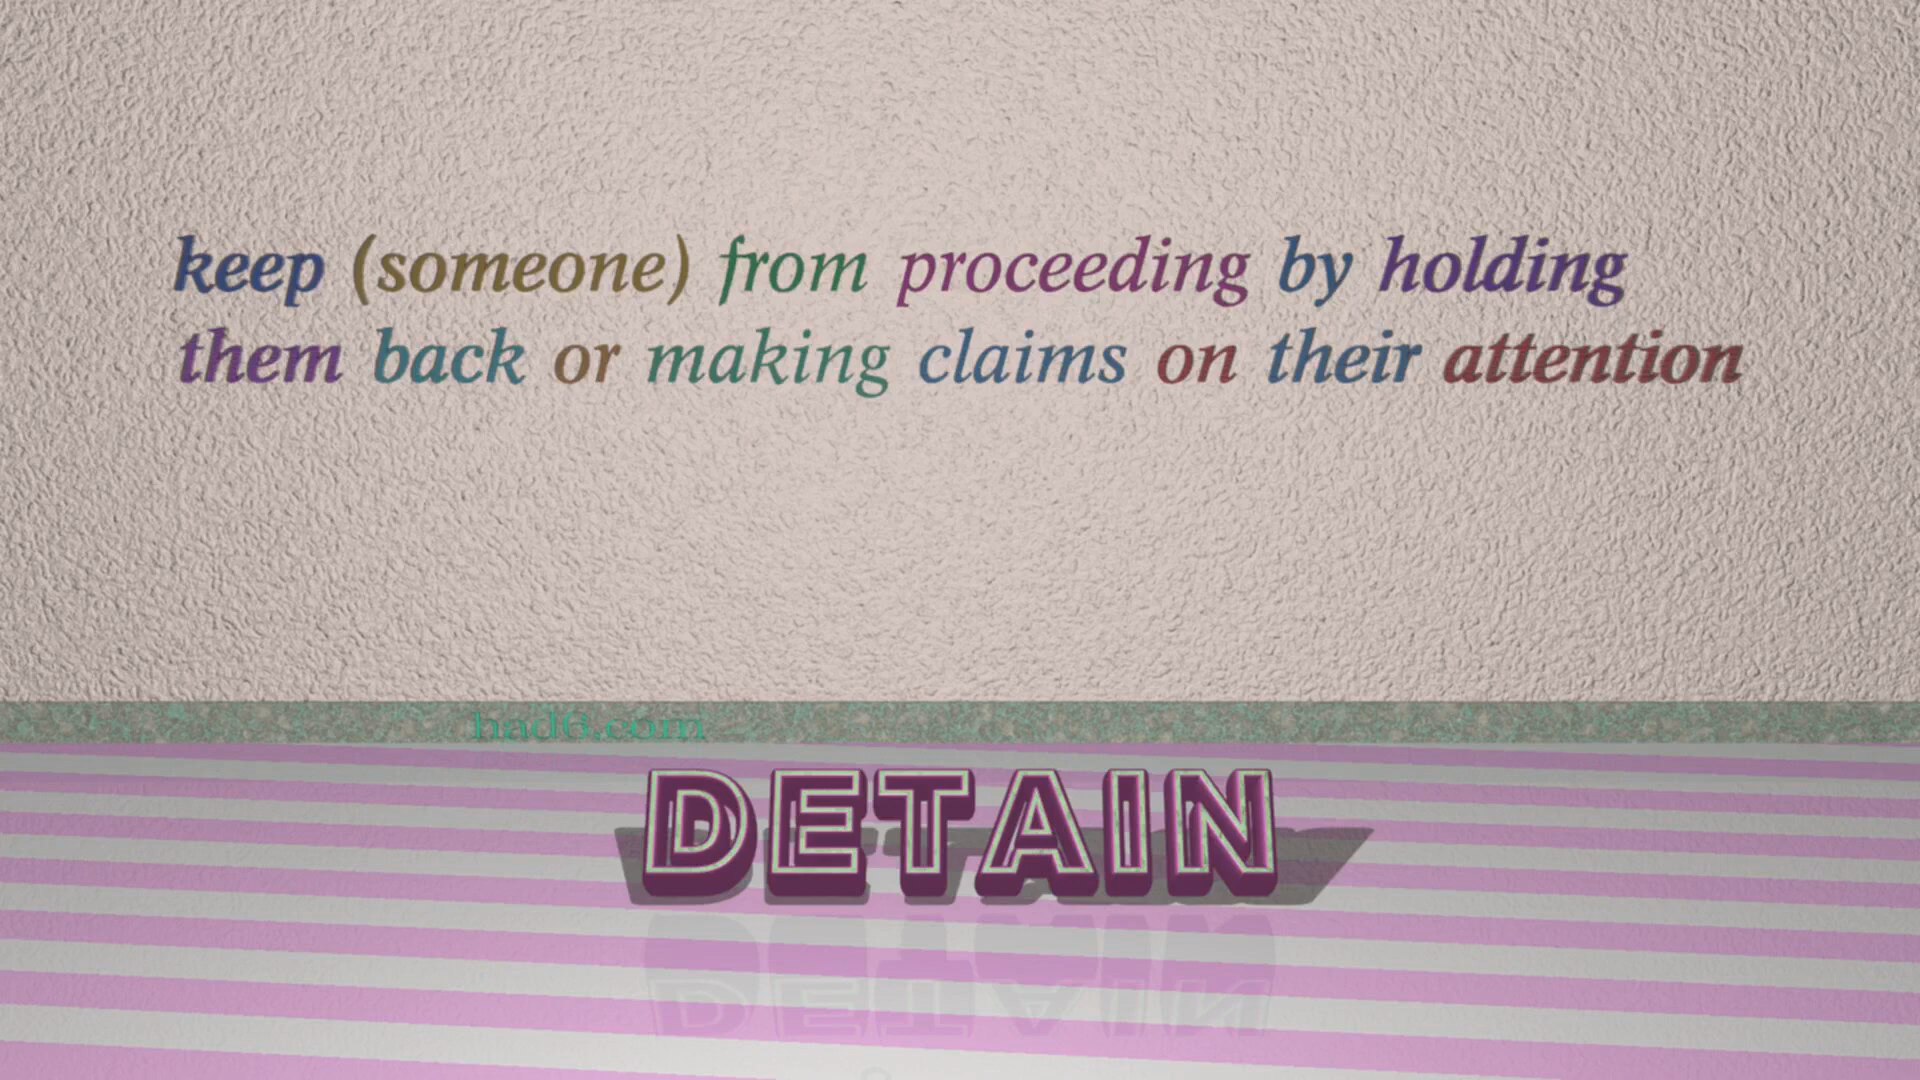 keep (someone) from proceeding by holding
them back or making claims on their attention
had6.com
DETAIN